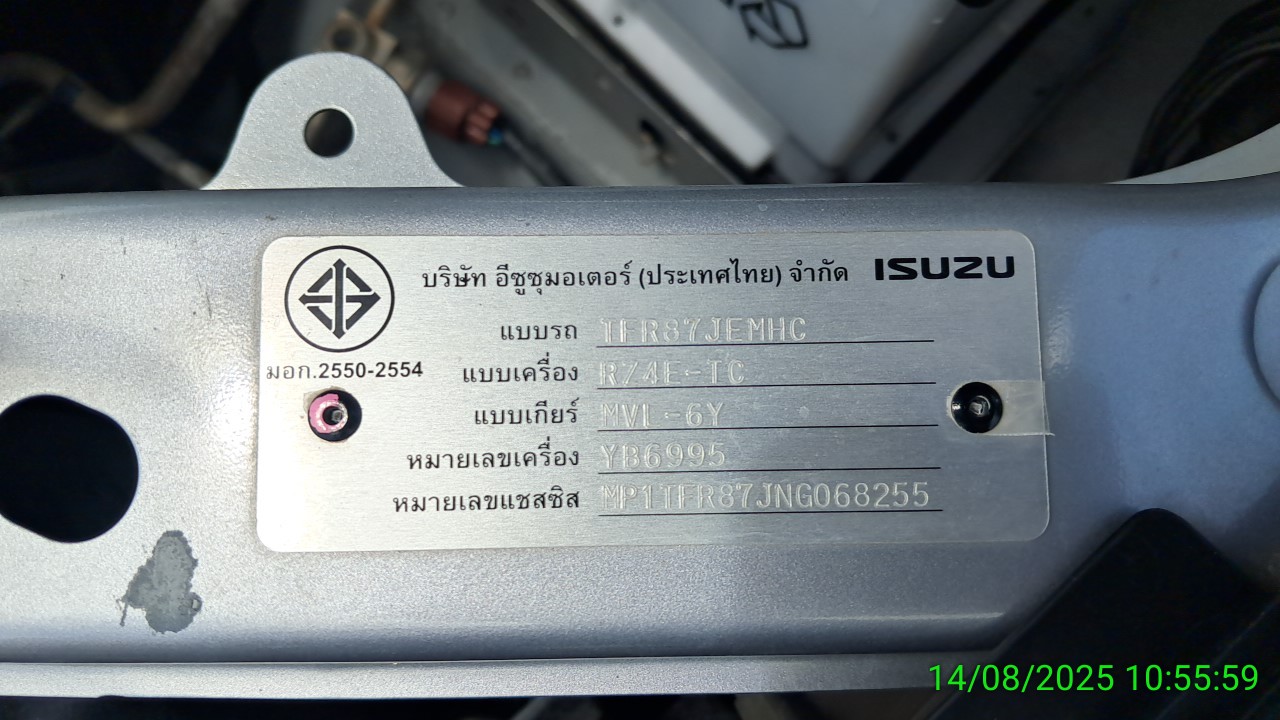 บริษัท อีซูซุมอเตอร์ (ประเทศไทย) จำกัด ISUZU
แบบรถ TFR87JEMHC
มอก.2550-2554
แบบเครื่อง RZ4E-TC
แบบเกียร์ MVL-6Y
หมายเลขเครื่อง YB6995
หมายเลขแชสซิส MP1TFR87JNG068255
14/08/2025 10:55:59